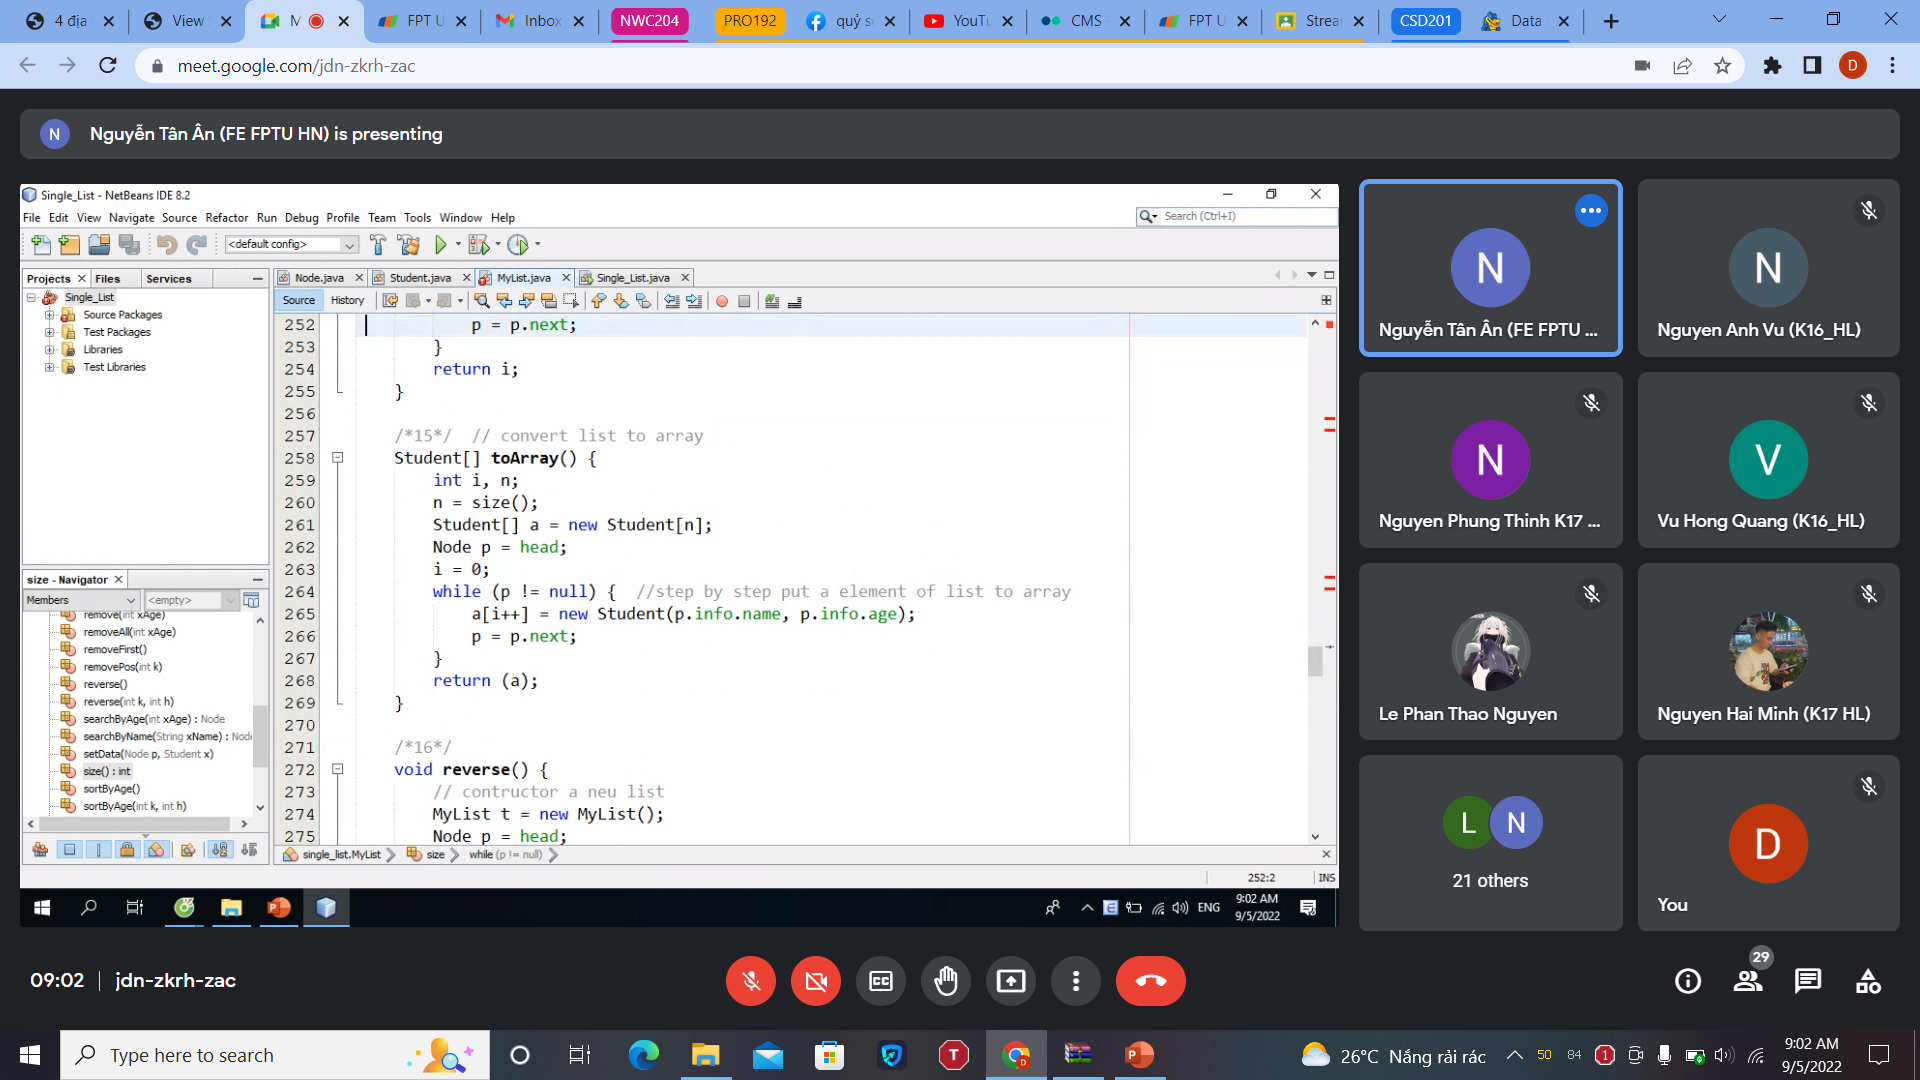 4 địa
View
M
FPT U
Inbox
NWC204
PRO192
quỷ s
YouTu
CMS -
FPT U
Strea
CSD201
Data
meet.google.com/jdn-zkrh-zac
D
N
Nguyễn Tân Ân (FE FPTU HN) is presenting
Single_List - NetBeans IDE 8.2
File Edit View Navigate Source Refactor Run Debug Profile Team Tools Window Help
Search (Ctrl+I)
<default config>
Projects
Files
Services
Single_List
Source Packages
Test Packages
Libraries
Test Libraries
size - Navigator
Members
<empty>
remove(int xAge)
removeAll(int xAge)
removeFirst()
removePos(int k)
reverse()
reverse(int k, int h)
searchByAge(int xAge) : Node
searchByName(String xName) : Node
setData(Node p, Student x)
size() : int
sortByAge()
sortByAge(int k, int h)
Node.java
Student.java
MyList.java
Single_List.java
Source
History
252 p = p.next;
253 }
254 return i;
255 }
256
257 /*15*/ // convert list to array
258 Student[] toArray() {
259 int i, n;
260 n = size();
261 Student[] a = new Student[n];
262 Node p = head;
263 i = 0;
264 while (p != null) { //step by step put a element of list to array
265 a[i++] = new Student(p.info.name, p.info.age);
266 p = p.next;
267 }
268 return (a);
269 }
270
271 /*16*/
272 void reverse() {
273 // contructor a neu list
274 MyList t = new MyList();
275 Node p = head;
single_list.MyList
size
while (p != null)
252:2
INS
ENG
9:02 AM
9/5/2022
N
Nguyễn Tân Ân (FE FPTU ...
N
Nguyen Anh Vu (K16_HL)
N
Nguyen Phung Thinh K17 ...
V
Vu Hong Quang (K16_HL)
Le Phan Thao Nguyen
Nguyen Hai Minh (K17 HL)
L
N
21 others
D
You
09:02
jdn-zkrh-zac
CC
29
Type here to search
T
26°C Nắng rải rác
50
84
1
9:02 AM
9/5/2022